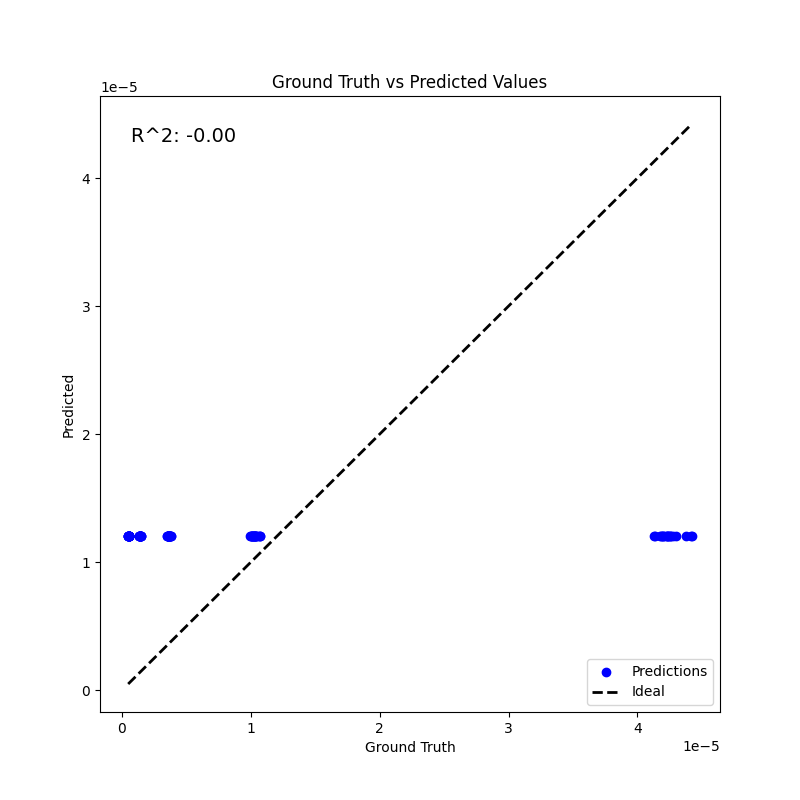 Ground Truth vs Predicted Values
1e−5
R^2: -0.00
4
3
2
1
0
Predicted
Predictions
Ideal
0 1 2 3 4
1e−5
Ground Truth